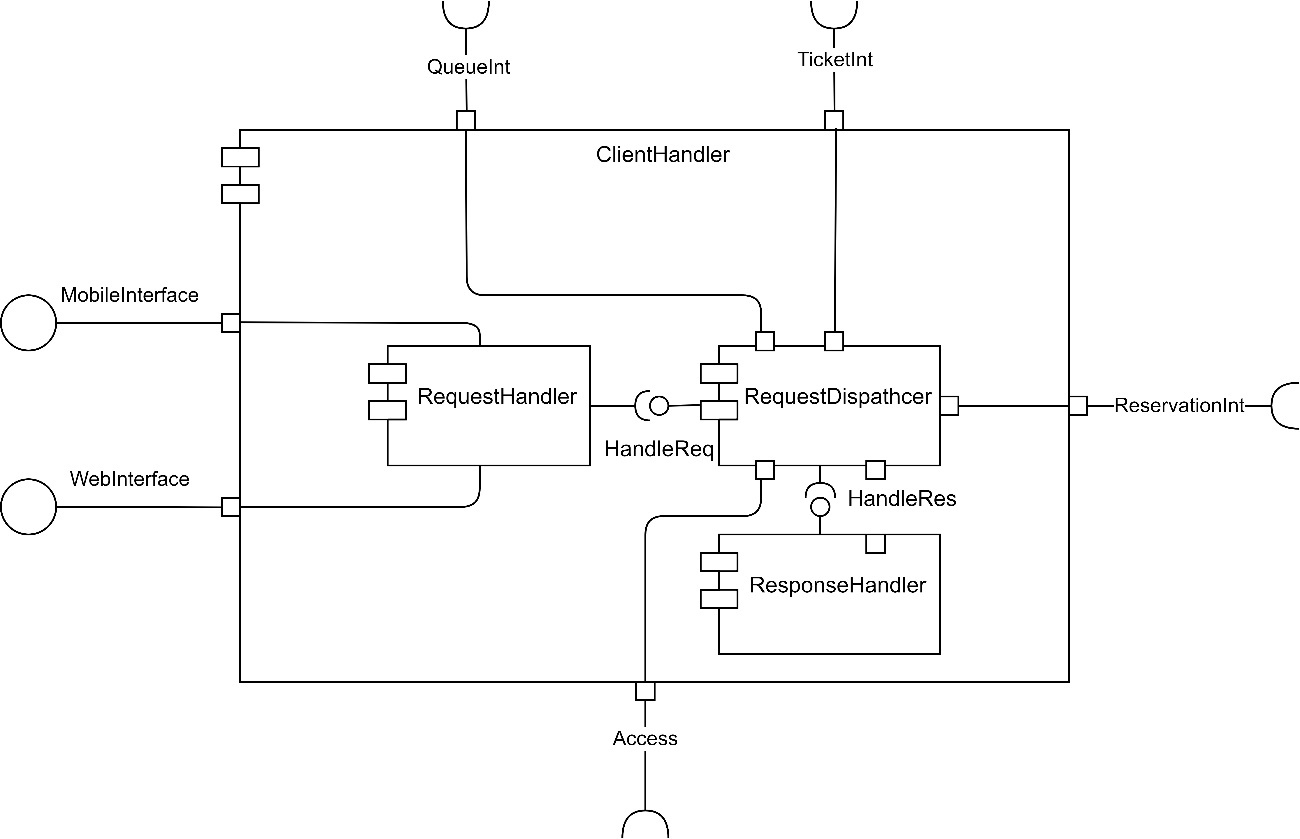 QueueInt
TicketInt
ClientHandler
MobileInterface
RequestHandler
RequestDispathcer
ReservationInt
HandleReq
WebInterface
HandleRes
ResponseHandler
Access